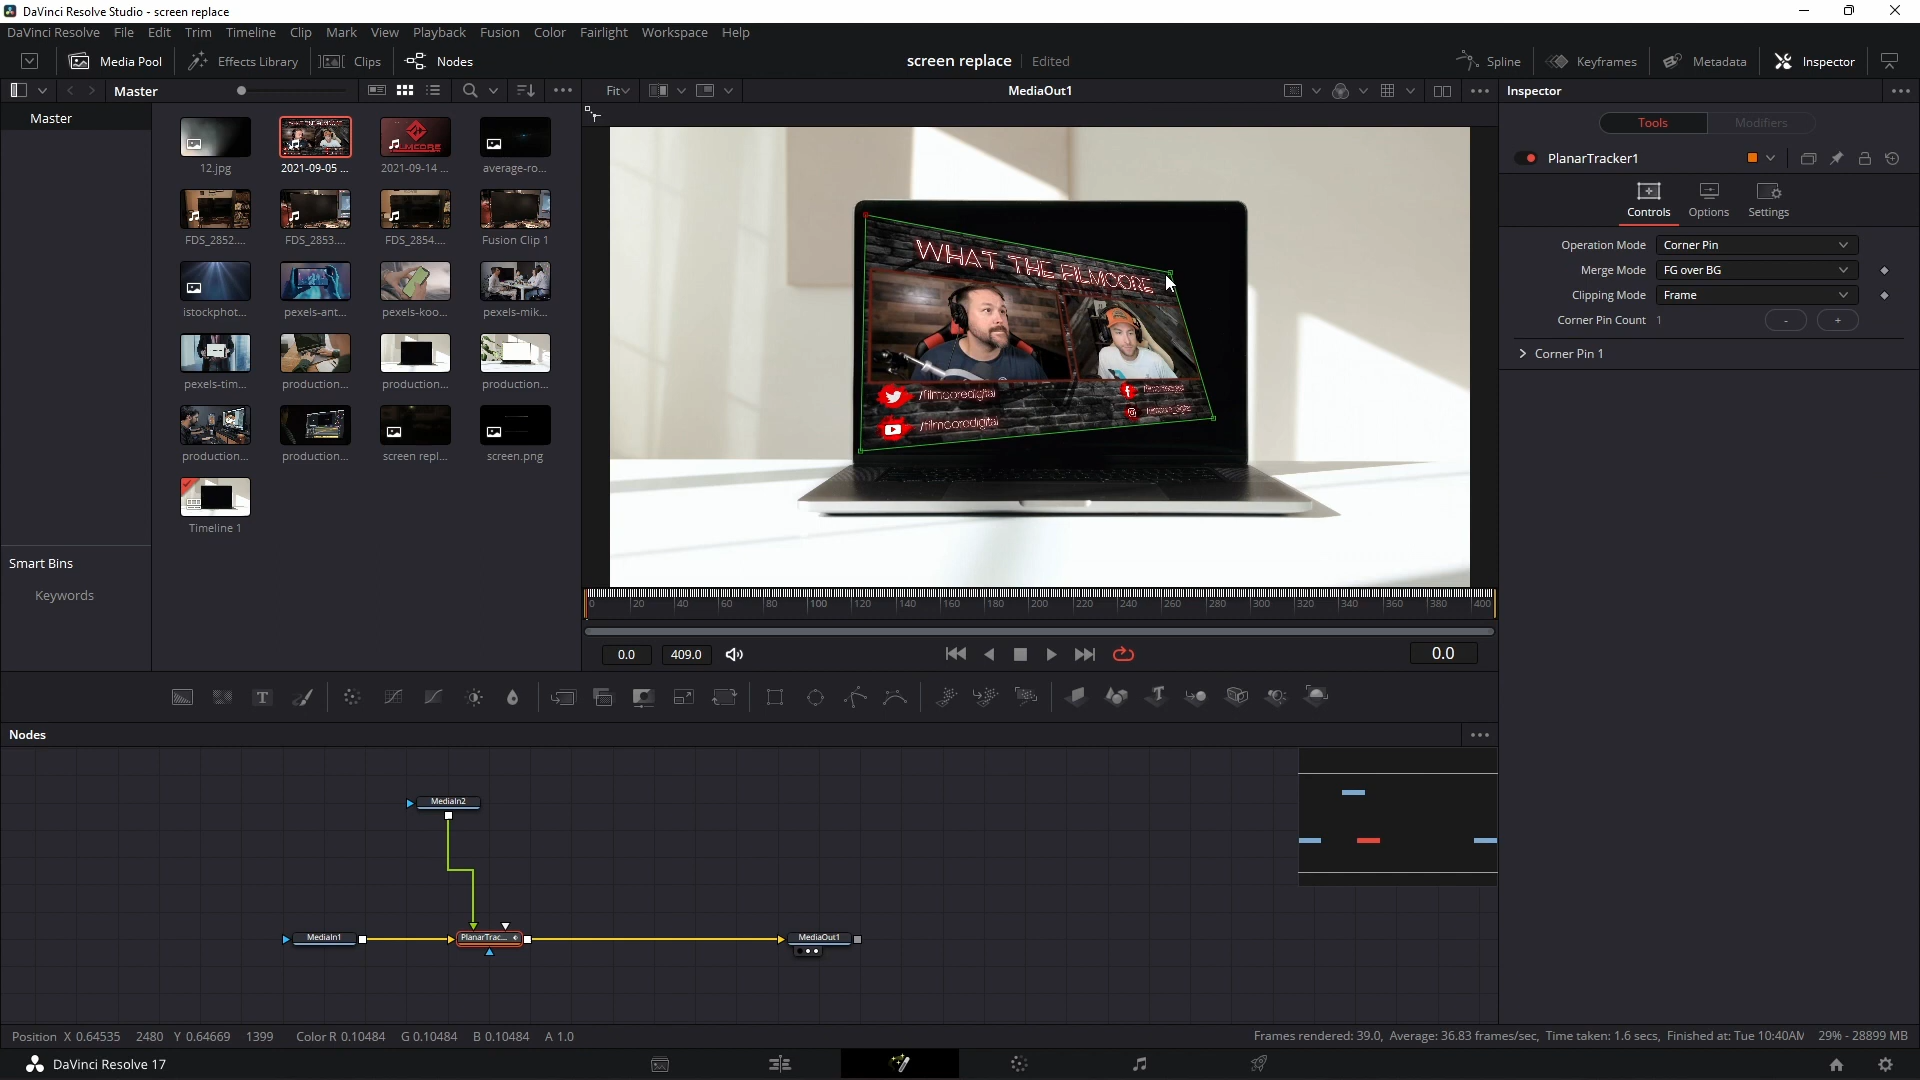 DaVinci Resolve Studio - screen replace
DaVinci Resolve File Edit Trim Timeline Clip Mark View Playback Fusion Color Fairlight Workspace Help
Media Pool Effects Library Clips Nodes screen replace Edited Spline Keyframes Metadata Inspector
Master Fit MediaOut1 Inspector
Master
12.jpg 2021-09-05 ... 2021-09-14 ... average-ro...
FDS_2852.... FDS_2853.... FDS_2854.... Fusion Clip 1
istockphot... pexels-ant... pexels-koo... pexels-mik...
pexels-tim... production... production... production...
production... production... screen repl... screen.png
Timeline 1
Smart Bins
Keywords
WHAT THE FILMCORE
/filmcoredigital
/filmcoredigital
Tools Modifiers
PlanarTracker1
Controls Options Settings
Operation Mode Corner Pin
Merge Mode FG over BG
Clipping Mode Frame
Corner Pin Count 1 - +
Corner Pin 1
0 20 40 60 80 100 120 140 160 180 200 220 240 260 280 300 320 340 360 380 400
0.0 409.0 0.0
Nodes
MediaIn2
MediaIn1 PlanarTrac... MediaOut1
Position X 0.64535 2480 Y 0.64669 1399 Color R 0.10484 G 0.10484 B 0.10484 A 1.0
Frames rendered: 39.0, Average: 36.83 frames/sec, Time taken: 1.6 secs, Finished at: Tue 10:40AM 29% - 28899 MB
DaVinci Resolve 17